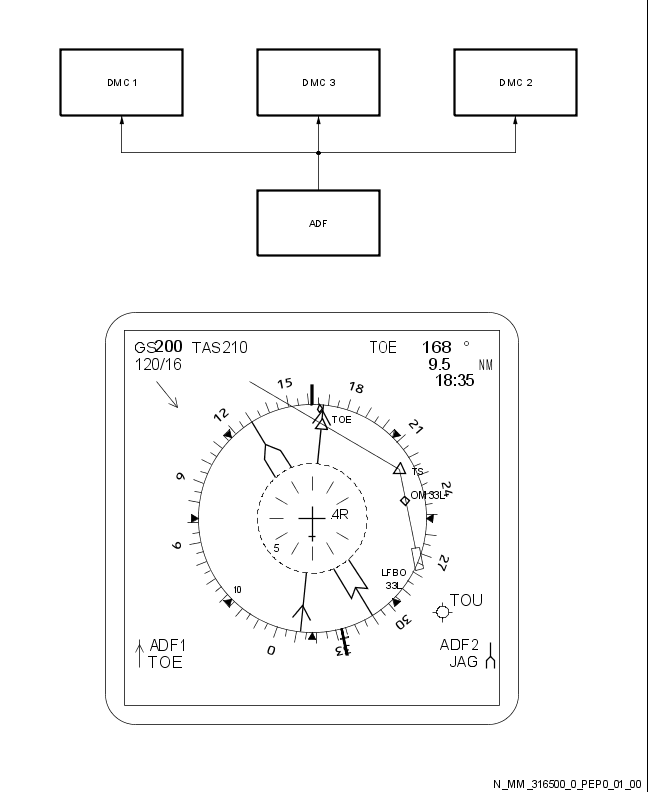 DMC 1
DMC 3
DMC 2
ADF
GS200 TAS210
TOE 168 °
120/16
9.5 NM
18:35
15
18
12
21
TOE
9
TS
24
OM33L
4R
6
5
27
LFBO
33L
10
TOU
30
0
33
ADF1
TOE
ADF2
JAG
N_MM_316500_0_PEP0_01_00